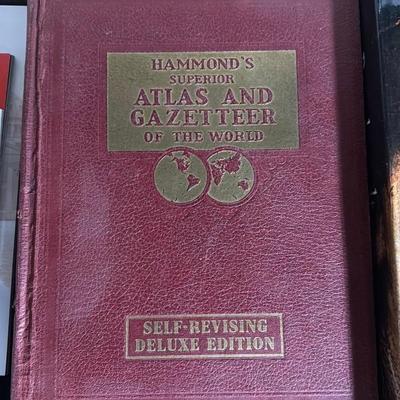 HAMMOND'S
SUPERIOR
ATLAS AND
GAZETTEER
OF THE WORLD
SELF-REVISING
DELUXE EDITION